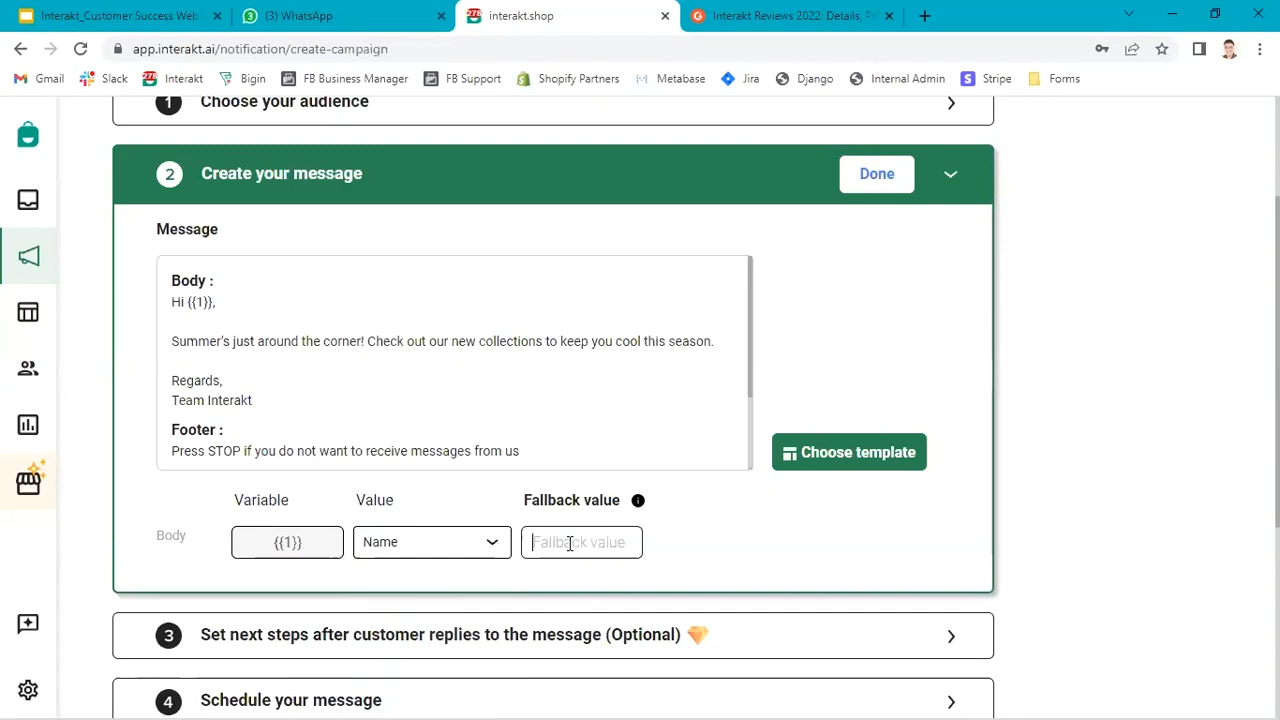 Interakt_Customer Success Web
(3) WhatsApp
interakt.shop
Interakt Reviews 2022: Details, Pri
app.interakt.ai/notification/create-campaign
Gmail
Slack
Interakt
Bigin
FB Business Manager
FB Support
Shopify Partners
Metabase
Jira
Django
Internal Admin
Stripe
Forms
1 Choose your audience
2 Create your message
Done
Message
Body :
Hi {{1}},
Summer's just around the corner! Check out our new collections to keep you cool this season.
Regards,
Team Interakt
Footer :
Press STOP if you do not want to receive messages from us
Choose template
Variable Value Fallback value
Body {{1}} Name Fallback value
3 Set next steps after customer replies to the message (Optional)
4 Schedule your message